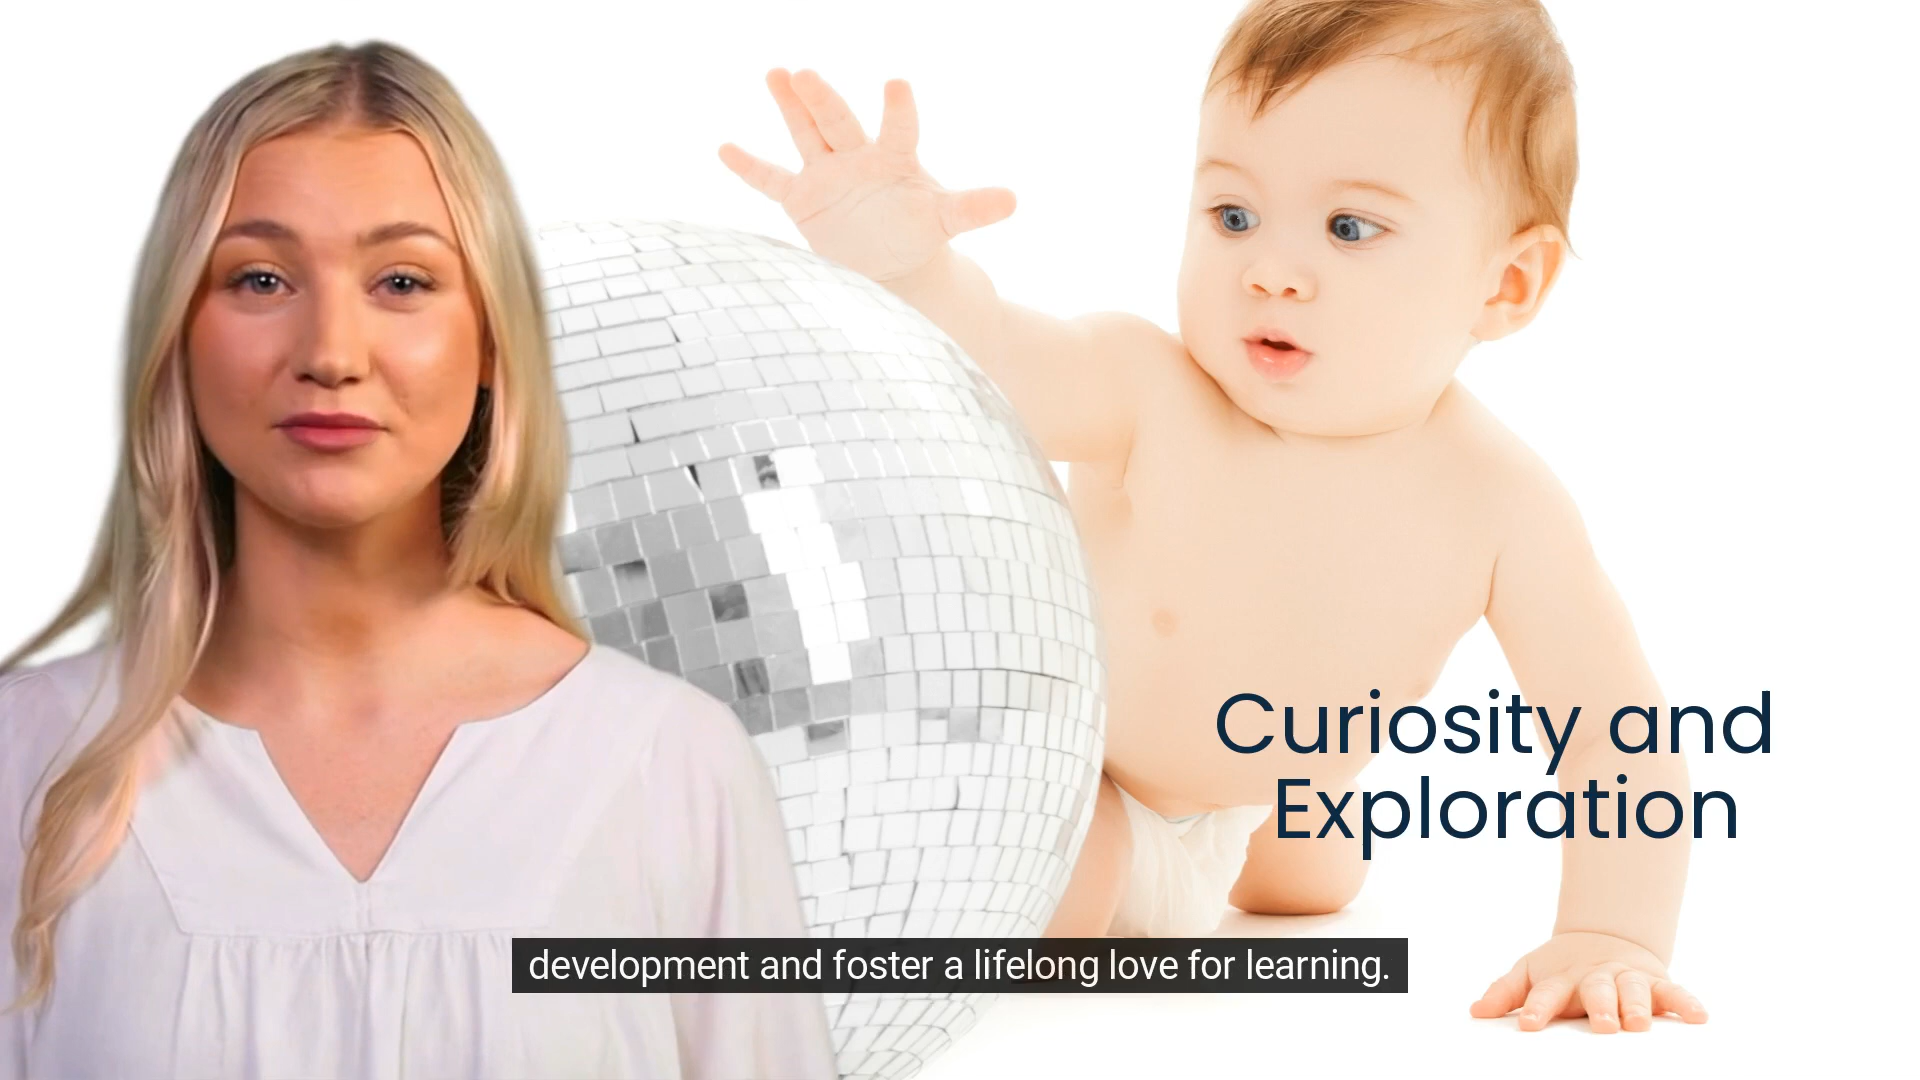 Curiosity and
Exploration
development and foster a lifelong love for learning.